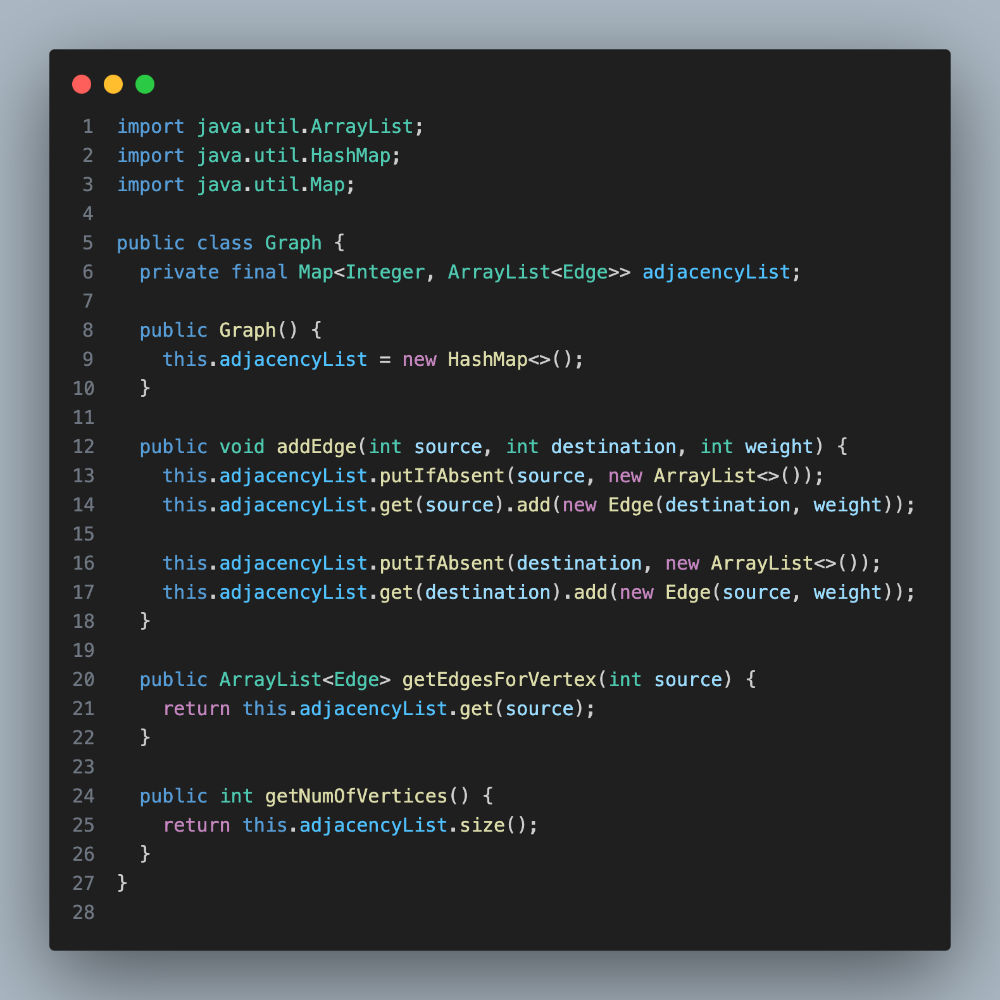 1 import java.util.ArrayList;
2 import java.util.HashMap;
3 import java.util.Map;
4
5 public class Graph {
6   private final Map<Integer, ArrayList<Edge>> adjacencyList;
7
8   public Graph() {
9     this.adjacencyList = new HashMap<>();
10   }
11
12   public void addEdge(int source, int destination, int weight) {
13     this.adjacencyList.putIfAbsent(source, new ArrayList<>());
14     this.adjacencyList.get(source).add(new Edge(destination, weight));
15
16     this.adjacencyList.putIfAbsent(destination, new ArrayList<>());
17     this.adjacencyList.get(destination).add(new Edge(source, weight));
18   }
19
20   public ArrayList<Edge> getEdgesForVertex(int source) {
21     return this.adjacencyList.get(source);
22   }
23
24   public int getNumOfVertices() {
25     return this.adjacencyList.size();
26   }
27 }
28